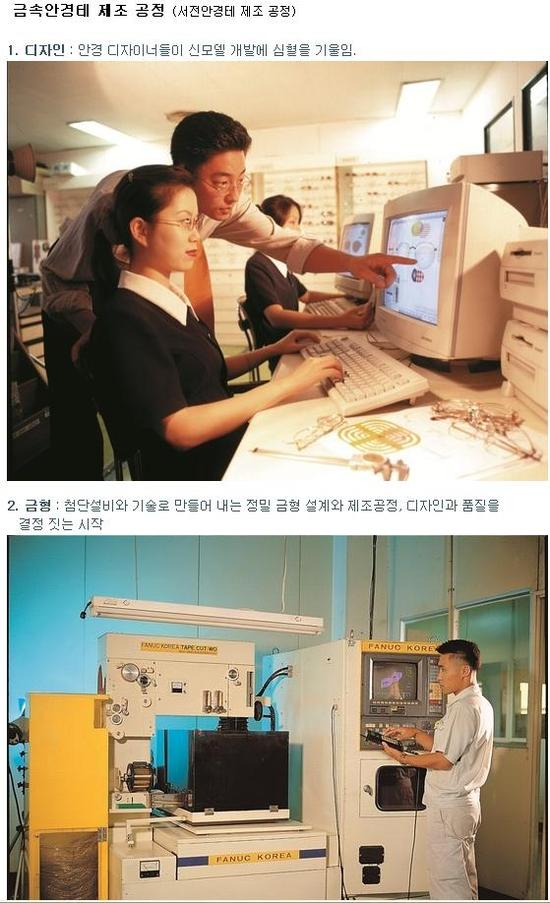 금속안경테 제조 공정 (서전안경테 제조 공정)
1. 디자인 : 안경 디자이너들이 신모델 개발에 심혈을 기울임.
2. 금형 : 첨단설비와 기술로 만들어 내는 정밀 금형 설계와 제조공정, 디자인과 품질을
결정 짓는 시작
FANUC KOREA TAPE CUT-W0
FANUC KOREA
FANUC KOREA